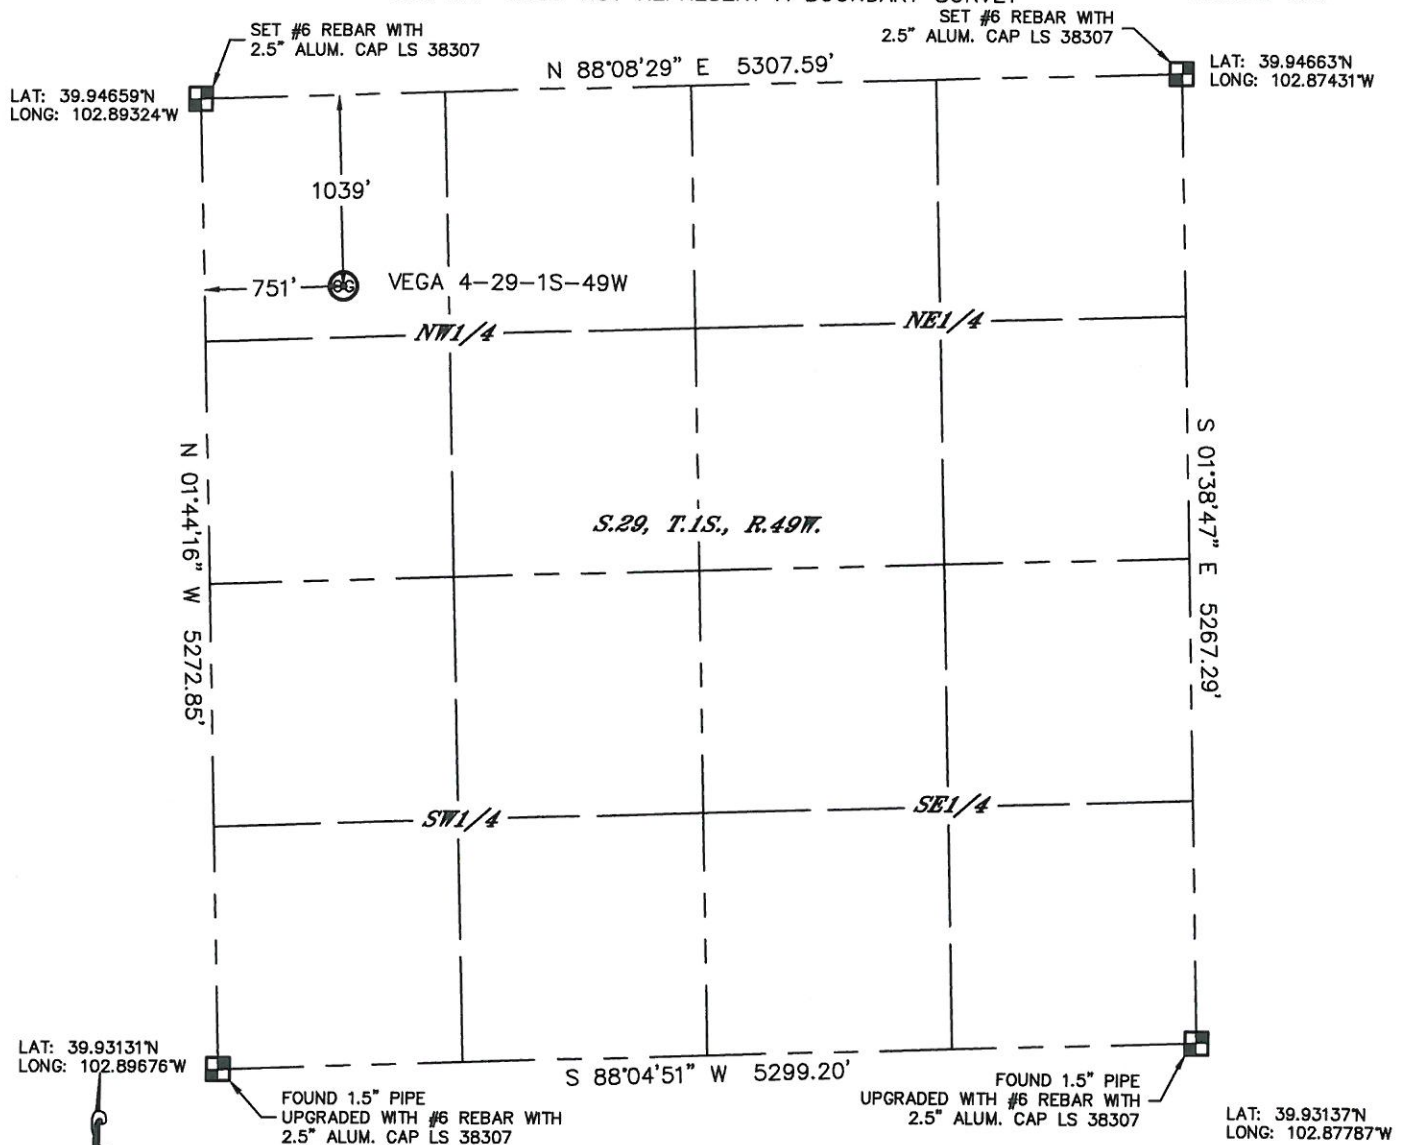 SET #6 REBAR WITH
2.5" ALUM. CAP LS 38307
SET #6 REBAR WITH
2.5" ALUM. CAP LS 38307
N 88°08'29" E 5307.59'
LAT: 39.94659°N
LONG: 102.89324°W
LAT: 39.94663°N
LONG: 102.87431°W
1039'
751'
VEGA 4-29-1S-49W
NW1/4
NE1/4
N 01°44'16" W 5272.85'
S 01°38'47" E 5267.29'
S.29, T.1S., R.49W.
SW1/4
SE1/4
LAT: 39.93131°N
LONG: 102.89676°W
S 88°04'51" W 5299.20'
FOUND 1.5" PIPE
UPGRADED WITH #6 REBAR WITH
2.5" ALUM. CAP LS 38307
FOUND 1.5" PIPE
UPGRADED WITH #6 REBAR WITH
2.5" ALUM. CAP LS 38307
LAT: 39.93137°N
LONG: 102.87787°W